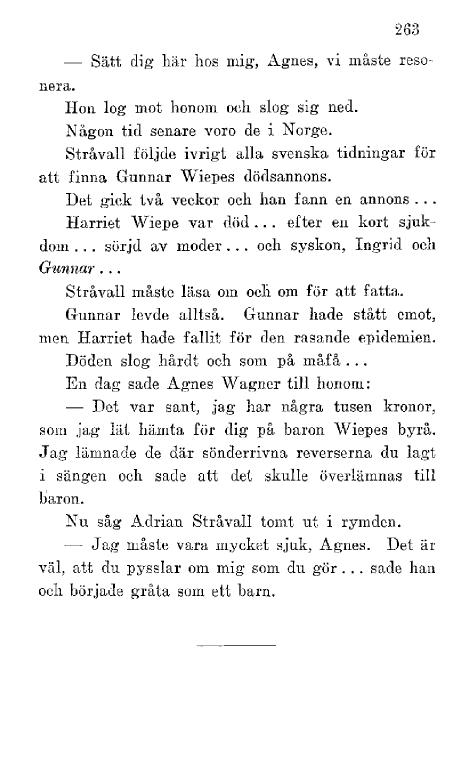 263
— Sätt dig här hos mig, Agnes, vi måste reso-
nera.
Hon log mot honom och slog sig ned.
Någon tid senare voro de i Norge.
Stråvall följde ivrigt alla svenska tidningar för
att finna Gunnar Wiepes dödsannons.
Det gick två veckor och han fann en annons ...
Harriet Wiepe var död ... efter en kort sjuk-
dom ... sörjd av moder ... och syskon, Ingrid och
Gunnar ...
Stråvall måste läsa om och om för att fatta.
Gunnar levde alltså. Gunnar hade stått emot,
men Harriet hade fallit för den rasande epidemien.
Döden slog hårdt och som på måfå ...
En dag sade Agnes Wagner till honom:
— Det var sant, jag har några tusen kronor,
som jag lät hämta för dig på baron Wiepes byrå.
Jag lämnade de där sönderrivna reverserna du lagt
i sängen och sade att det skulle överlämnas till
baron.
Nu såg Adrian Stråvall tomt ut i rymden.
— Jag måste vara mycket sjuk, Agnes. Det är
väl, att du pysslar om mig som du gör ... sade han
och började gråta som ett barn.